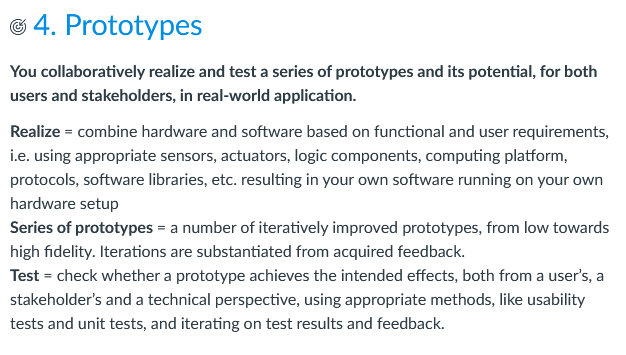 4. Prototypes
You collaboratively realize and test a series of prototypes and its potential, for both
users and stakeholders, in real-world application.
Realize = combine hardware and software based on functional and user requirements,
i.e. using appropriate sensors, actuators, logic components, computing platform,
protocols, software libraries, etc. resulting in your own software running on your own
hardware setup
Series of prototypes = a number of iteratively improved prototypes, from low towards
high fidelity. Iterations are substantiated from acquired feedback.
Test = check whether a prototype achieves the intended effects, both from a user’s, a
stakeholder’s and a technical perspective, using appropriate methods, like usability
tests and unit tests, and iterating on test results and feedback.